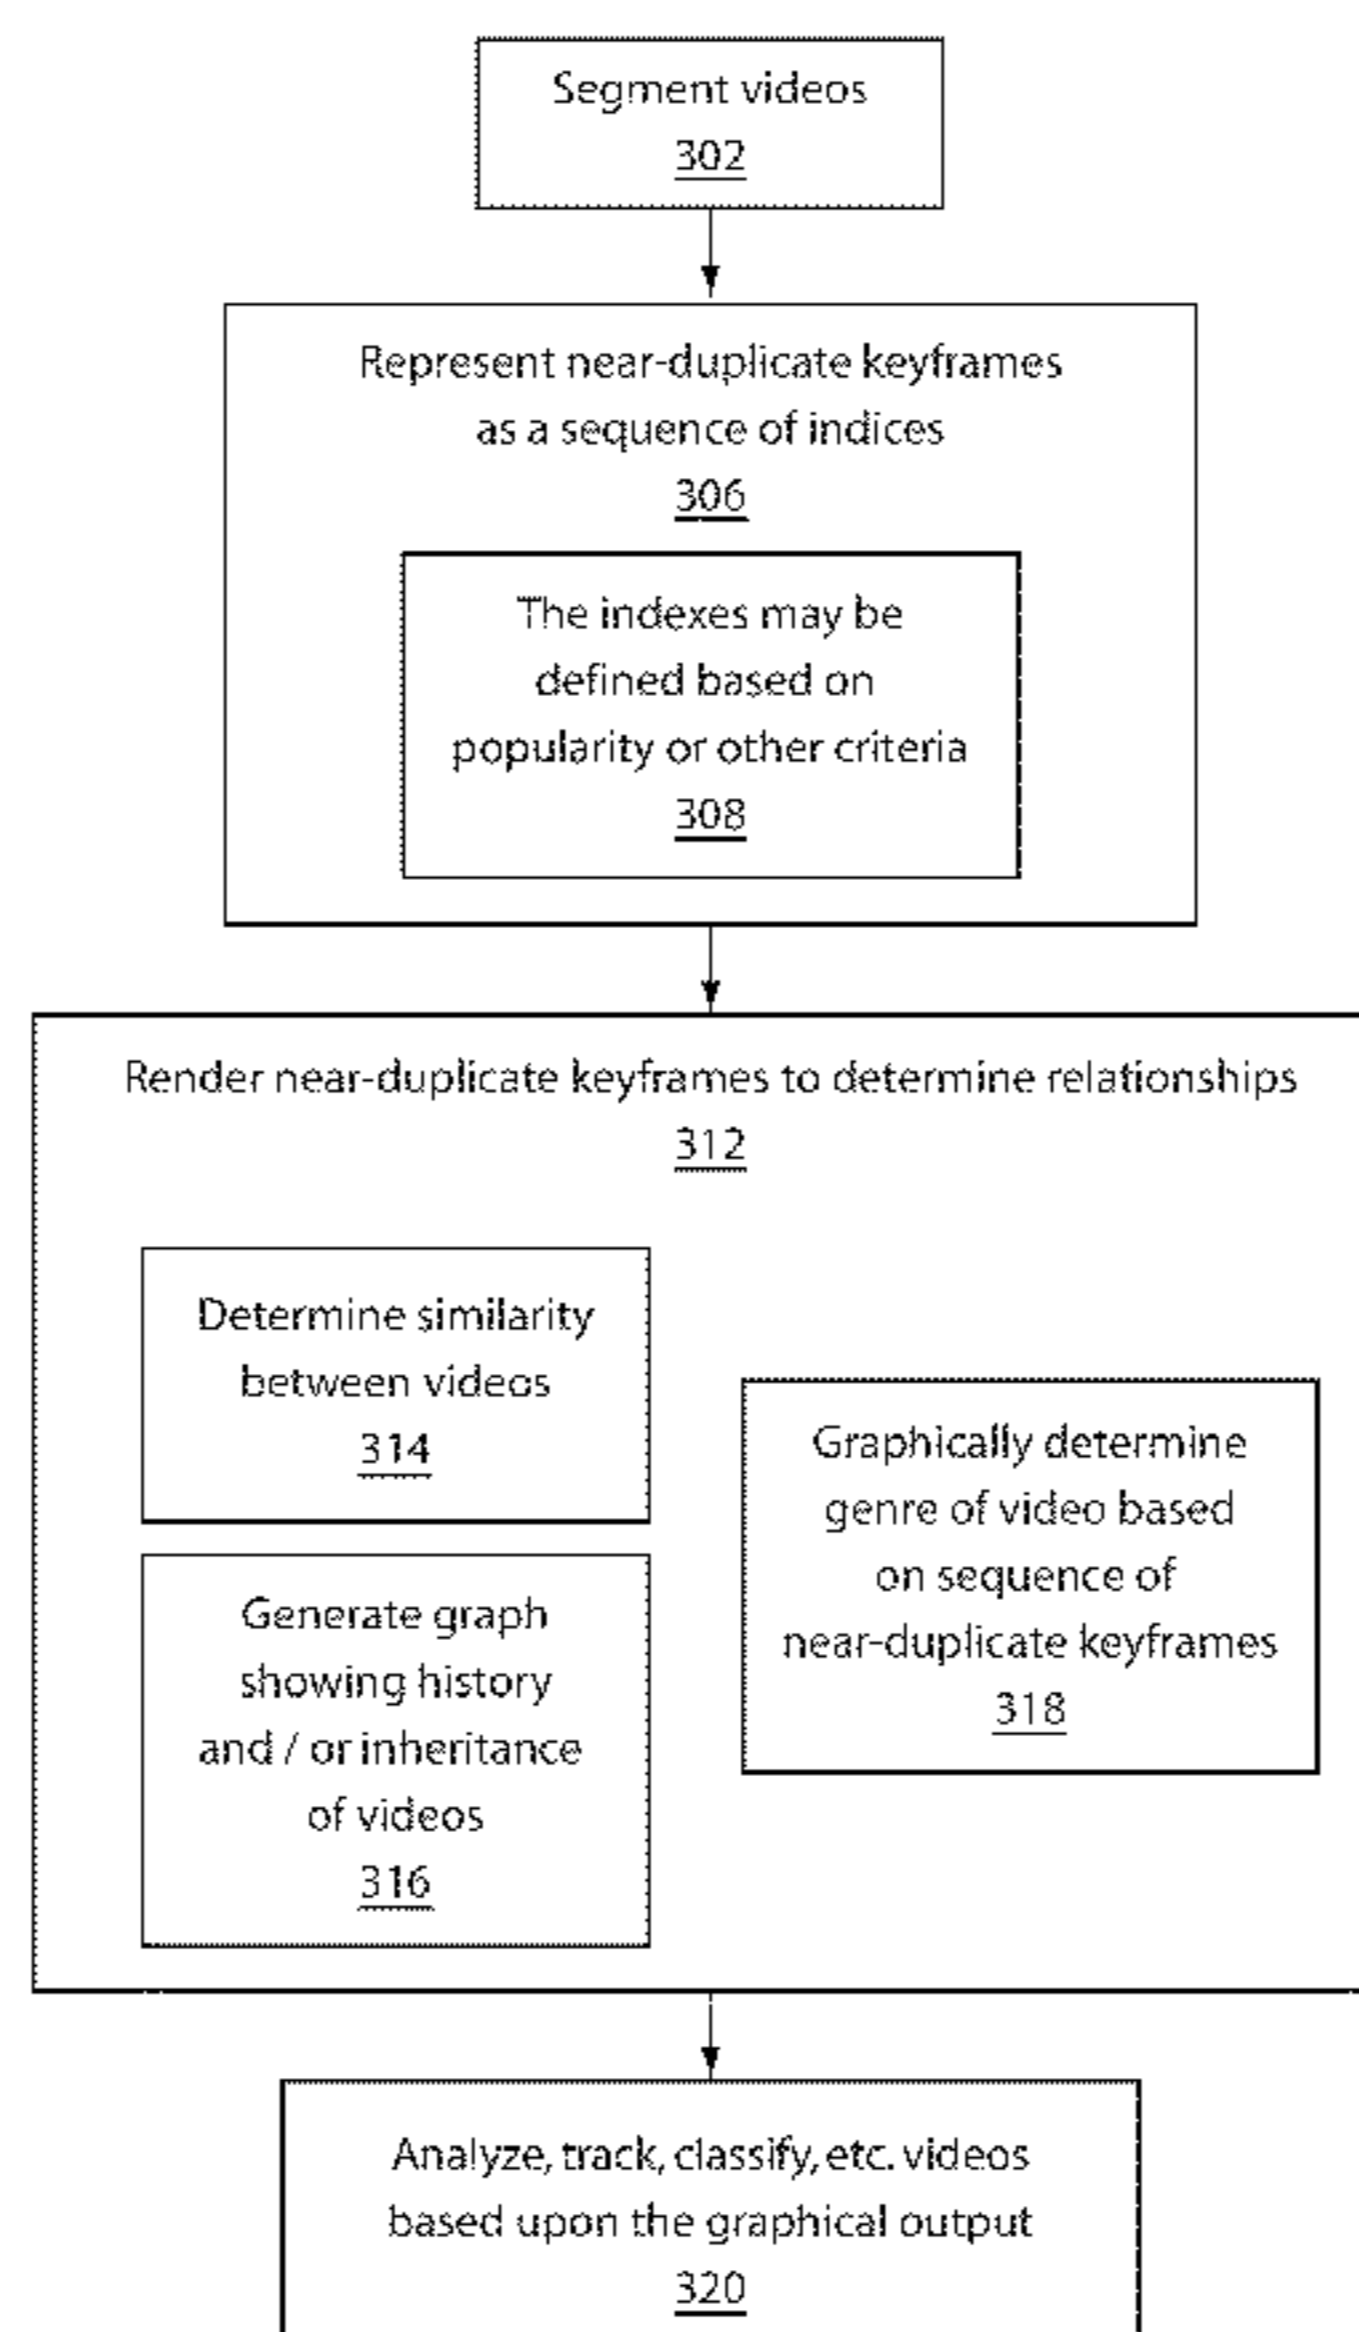 Segment videos
302
Represent near-duplicate keyframes
as a sequence of indices
306
The indexes may be
defined based on
popularity or other criteria
308
Render near-duplicate keyframes to determine relationships
312
Determine similarity
between videos
314
Generate graph
showing history
and / or inheritance
of videos
316
Graphically determine
genre of video based
on sequence of
near-duplicate keyframes
318
Analyze, track, classify, etc. videos
based upon the graphical output
320